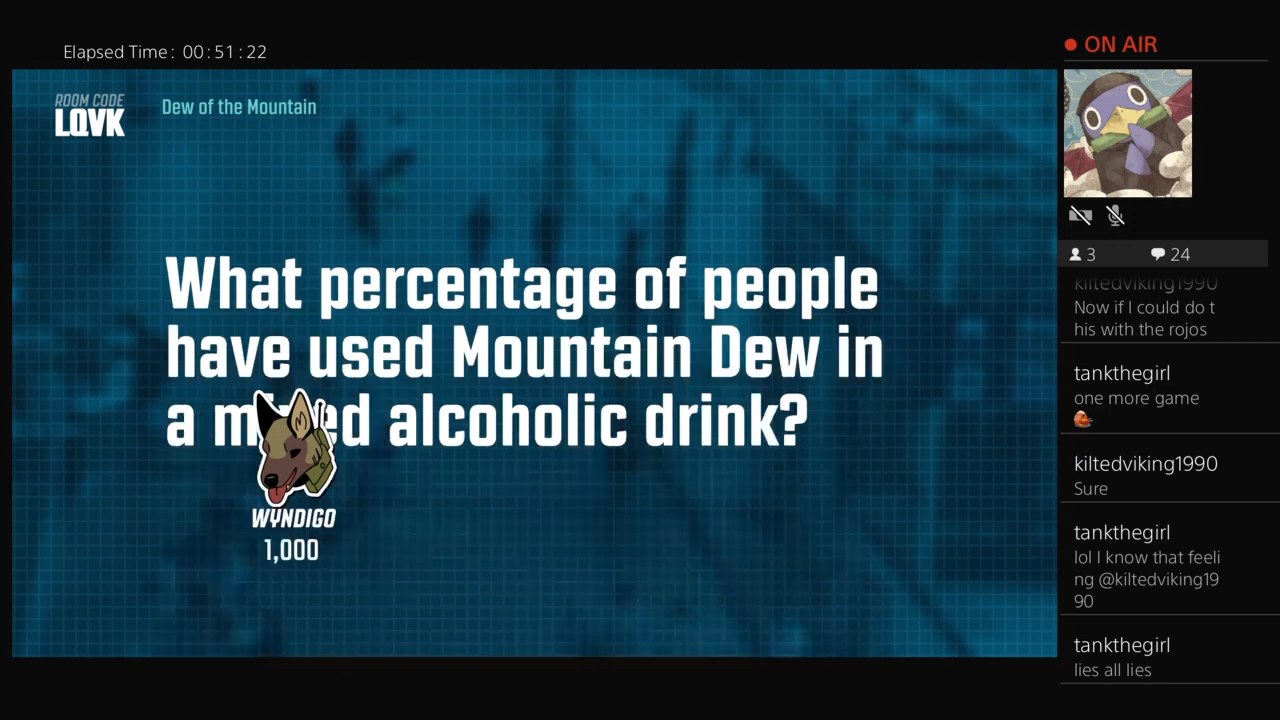 Elapsed Time: 00:51:22
ON AIR
ROOM CODE
LQVK
Dew of the Mountain
What percentage of people
have used Mountain Dew in
a mixed alcoholic drink?
WYNDIGO
1,000
3
24
kiltedviking1990
Now if I could do t
his with the rojos
tankthegirl
one more game
kiltedviking1990
Sure
tankthegirl
lol I know that feeli
ng @kiltedviking19
90
tankthegirl
lies all lies